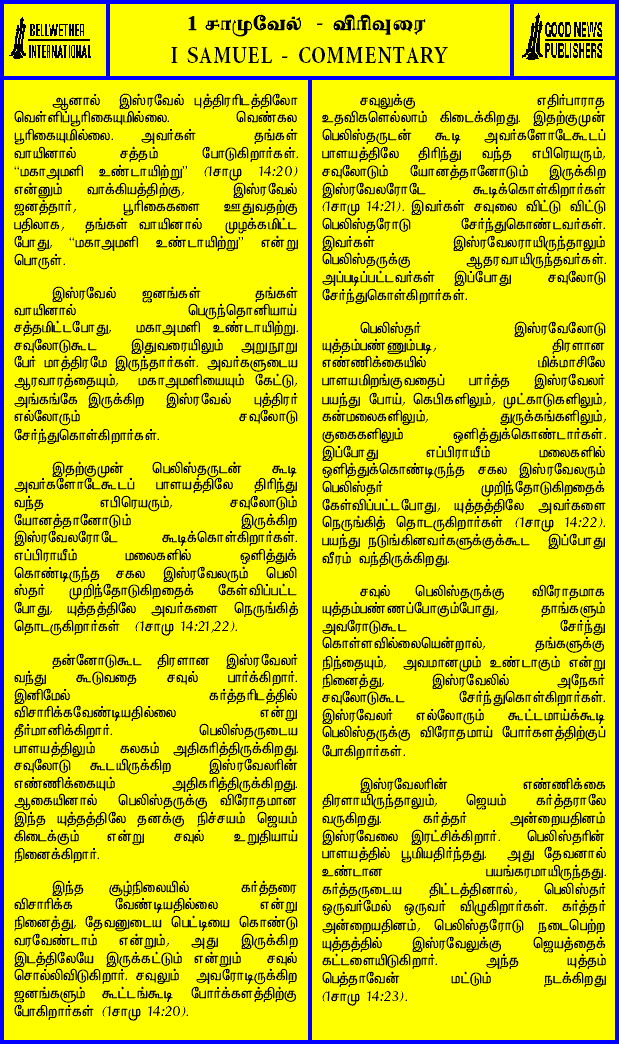 BELLWETHER
INTERNATIONAL
1 சாமுவேல் - விரிவுரை
I SAMUEL - COMMENTARY
GOOD NEWS
PUBLISHERS
ஆனால் இஸ்ரவேல் புத்திரரிடத்திலோ
வெள்ளிப்பூரிகையுமில்லை. வெண்கல
பூரிகையுமில்லை. அவர்கள் தங்கள்
வாயினால் சத்தம் போடுகிறார்கள்.
“மகாஅமளி உண்டாயிற்று” (1சாமு 14:20)
என்னும் வாக்கியத்திற்கு, இஸ்ரவேல்
ஜனத்தார், பூரிகைகளை ஊதுவதற்கு
பதிலாக, தங்கள் வாயினால் முழக்கமிட்ட
போது, “மகாஅமளி உண்டாயிற்று” என்று
பொருள்.
இஸ்ரவேல் ஜனங்கள் தங்கள்
வாயினால் பெருந்தொனியாய்
சத்தமிட்டபோது, மகாஅமளி உண்டாயிற்று.
சவுலோடுகூட இதுவரையிலும் அறுநூறு
பேர் மாத்திரமே இருந்தார்கள். அவர்களுடைய
ஆரவாரத்தையும், மகாஅமளியையும் கேட்டு,
அங்கங்கே இருக்கிற இஸ்ரவேல் புத்திரர்
எல்லோரும் சவுலோடு
சேர்ந்துகொள்கிறார்கள்.
இதற்குமுன் பெலிஸ்தருடன் கூடி
அவர்களோடேகூடப் பாளயத்திலே திரிந்து
வந்த எபிரெயரும், சவுலோடும்
யோனத்தானோடும் இருக்கிற
இஸ்ரவேலரோடே கூடிக்கொள்கிறார்கள்.
எப்பிராயீம் மலைகளில் ஒளித்துக்
கொண்டிருந்த சகல இஸ்ரவேலரும் பெலி
ஸ்தர் முறிந்தோடுகிறதைக் கேள்விப்பட்ட
போது, யுத்தத்திலே அவர்களை நெருங்கித்
தொடருகிறார்கள் (1சாமு 14:21,22).
தன்னோடுகூட திரளான இஸ்ரவேலர்
வந்து கூடுவதை சவுல் பார்க்கிறார்.
இனிமேல் கர்த்தரிடத்தில்
விசாரிக்கவேண்டியதில்லை என்று
தீர்மானிக்கிறார். பெலிஸ்தருடைய
பாளயத்திலும் கலகம் அதிகரித்திருக்கிறது.
சவுலோடு கூடயிருக்கிற இஸ்ரவேலரின்
எண்ணிக்கையும் அதிகரித்திருக்கிறது.
ஆகையினால் பெலிஸ்தருக்கு விரோதமான
இந்த யுத்தத்திலே தனக்கு நிச்சயம் ஜெயம்
கிடைக்கும் என்று சவுல் உறுதியாய்
நினைக்கிறார்.
இந்த சூழ்நிலையில் கர்த்தரை
விசாரிக்க வேண்டியதில்லை என்று
நினைத்து, தேவனுடைய பெட்டியை கொண்டு
வரவேண்டாம் என்றும், அது இருக்கிற
இடத்திலேயே இருக்கட்டும் என்றும் சவுல்
சொல்லிவிடுகிறார். சவுலும் அவரோடிருக்கிற
ஜனங்களும் கூட்டங்கூடி போர்க்களத்திற்கு
போகிறார்கள் (1சாமு 14:20).
சவுலுக்கு எதிர்பாராத
உதவிகளெல்லாம் கிடைக்கிறது. இதற்குமுன்
பெலிஸ்தருடன் கூடி அவர்களோடேகூடப்
பாளயத்திலே திரிந்து வந்த எபிரெயரும்,
சவுலோடும் யோனத்தானோடும் இருக்கிற
இஸ்ரவேலரோடே கூடிக்கொள்கிறார்கள்
(1சாமு 14:21). இவர்கள் சவுலை விட்டு விட்டு
பெலிஸ்தரோடு சேர்ந்துகொண்டவர்கள்.
இவர்கள் இஸ்ரவேலராயிருந்தாலும்
பெலிஸ்தருக்கு ஆதரவாயிருந்தவர்கள்.
அப்படிப்பட்டவர்கள் இப்போது சவுலோடு
சேர்ந்துகொள்கிறார்கள்.
பெலிஸ்தர் இஸ்ரவேலோடு
யுத்தம்பண்ணும்படி, திரளான
எண்ணிக்கையில் மிக்மாசிலே
பாளயமிறங்குவதைப் பார்த்த இஸ்ரவேலர்
பயந்து போய், கெபிகளிலும், முட்காடுகளிலும்,
கன்மலைகளிலும், துருக்கங்களிலும்,
குகைகளிலும் ஒளித்துக்கொண்டார்கள்.
இப்போது எப்பிராயீம் மலைகளில்
ஒளித்துக்கொண்டிருந்த சகல இஸ்ரவேலரும்
பெலிஸ்தர் முறிந்தோடுகிறதைக்
கேள்விப்பட்டபோது, யுத்தத்திலே அவர்களை
நெருங்கித் தொடருகிறார்கள் (1சாமு 14:22).
பயந்து நடுங்கினவர்களுக்குக்கூட இப்போது
வீரம் வந்திருக்கிறது.
சவுல் பெலிஸ்தருக்கு விரோதமாக
யுத்தம்பண்ணப்போகும்போது, தாங்களும்
அவரோடுகூட சேர்ந்து
கொள்ளவில்லையென்றால், தங்களுக்கு
நிந்தையும், அவமானமும் உண்டாகும் என்று
நினைத்து, இஸ்ரவேலில் அநேகர்
சவுலோடுகூட சேர்ந்துகொள்கிறார்கள்.
இஸ்ரவேலர் எல்லோரும் கூட்டமாய்க்கூடி
பெலிஸ்தருக்கு விரோதமாய் போர்களத்திற்குப்
போகிறார்கள்.
இஸ்ரவேலரின் எண்ணிக்கை
திரளாயிருந்தாலும், ஜெயம் கர்த்தராலே
வருகிறது. கர்த்தர் அன்றையதினம்
இஸ்ரவேலை இரட்சிக்கிறார். பெலிஸ்தரின்
பாளயத்தில் பூமியதிர்ந்தது. அது தேவனால்
உண்டான பயங்கரமாயிருந்தது.
கர்த்தருடைய திட்டத்தினால், பெலிஸ்தர்
ஒருவர்மேல் ஒருவர் விழுகிறார்கள். கர்த்தர்
அன்றையதினம், பெலிஸ்தரோடு நடைபெற்ற
யுத்தத்தில் இஸ்ரவேலுக்கு ஜெயத்தைக்
கட்டளையிடுகிறார். அந்த யுத்தம்
பெத்தாவேன் மட்டும் நடக்கிறது
(1சாமு 14:23).